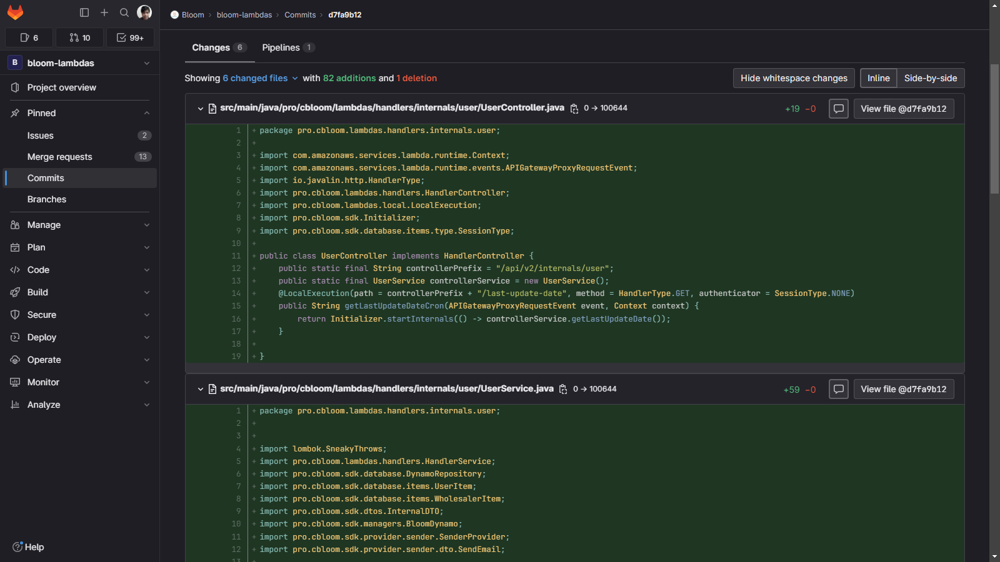 Bloom › bloom-lambdas › Commits › d7fa9b12
6
10
99+
B bloom-lambdas
Project overview
Pinned
Issues 2
Merge requests 13
Commits
Branches
Manage
Plan
Code
Build
Secure
Deploy
Operate
Monitor
Analyze
Help
Changes 6 Pipelines 1
Showing 6 changed files with 82 additions and 1 deletion
Hide whitespace changes Inline Side-by-side
src/main/java/pro/cbloom/lambdas/handlers/internals/user/UserController.java 0 → 100644 +19 −0 View file @d7fa9b12
1 + package pro.cbloom.lambdas.handlers.internals.user;
2 +
3 + import com.amazonaws.services.lambda.runtime.Context;
4 + import com.amazonaws.services.lambda.runtime.events.APIGatewayProxyRequestEvent;
5 + import io.javalin.http.HandlerType;
6 + import pro.cbloom.lambdas.handlers.HandlerController;
7 + import pro.cbloom.lambdas.local.LocalExecution;
8 + import pro.cbloom.sdk.Initializer;
9 + import pro.cbloom.sdk.database.items.type.SessionType;
10 +
11 + public class UserController implements HandlerController {
12 +     public static final String controllerPrefix = "/api/v2/internals/user";
13 +     public static final UserService controllerService = new UserService();
14 +     @LocalExecution(path = controllerPrefix + "/last-update-date", method = HandlerType.GET, authenticator = SessionType.NONE)
15 +     public String getLastUpdateDateCron(APIGatewayProxyRequestEvent event, Context context) {
16 +         return Initializer.startInternals(() -> controllerService.getLastUpdateDate());
17 +     }
18 +
19 + }
src/main/java/pro/cbloom/lambdas/handlers/internals/user/UserService.java 0 → 100644 +59 −0 View file @d7fa9b12
1 + package pro.cbloom.lambdas.handlers.internals.user;
2 +
3 +
4 + import lombok.SneakyThrows;
5 + import pro.cbloom.lambdas.handlers.HandlerService;
6 + import pro.cbloom.sdk.database.DynamoRepository;
7 + import pro.cbloom.sdk.database.items.UserItem;
8 + import pro.cbloom.sdk.database.items.WholesalerItem;
9 + import pro.cbloom.sdk.dtos.InternalDTO;
10 + import pro.cbloom.sdk.managers.BloomDynamo;
11 + import pro.cbloom.sdk.provider.sender.SenderProvider;
12 + import pro.cbloom.sdk.provider.sender.dto.SendEmail;
13 +